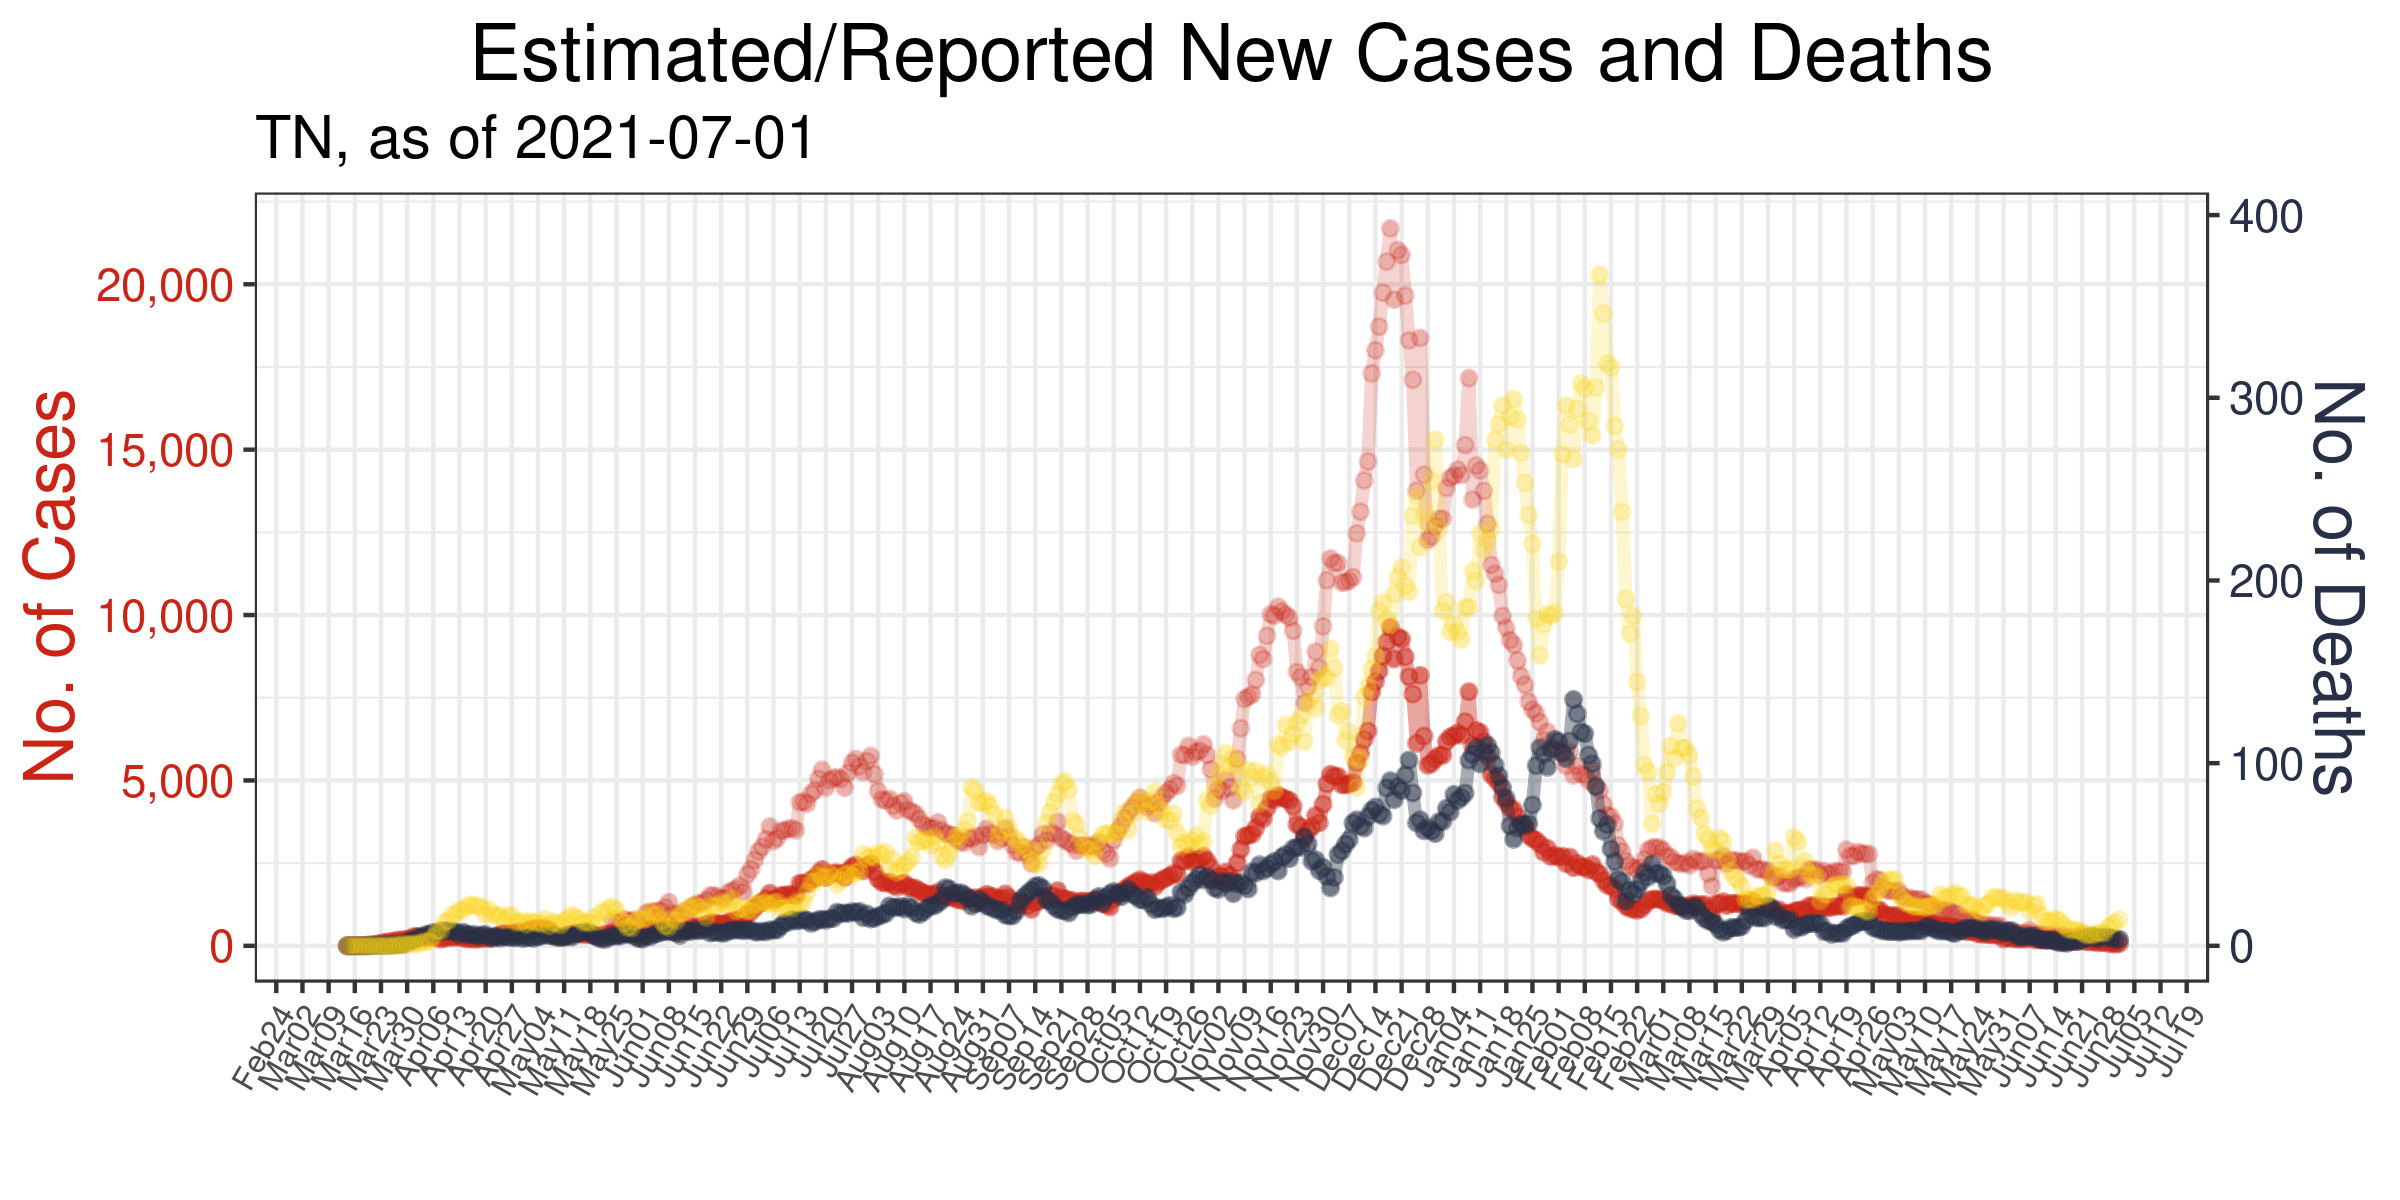 Estimated/Reported New Cases and Deaths
TN, as of 2021-07-01
No. of Cases
20,000
15,000
10,000
5,000
0
400
300
200
100
0
No. of Deaths
Feb24
Mar02
Mar09
Mar16
Mar23
Mar30
Apr06
Apr13
Apr20
Apr27
May04
May11
May18
May25
Jun01
Jun08
Jun15
Jun22
Jun29
Jul06
Jul13
Jul20
Jul27
Aug03
Aug10
Aug17
Aug24
Aug31
Sep07
Sep14
Sep21
Sep28
Oct05
Oct12
Oct19
Oct26
Nov02
Nov09
Nov16
Nov23
Nov30
Dec07
Dec14
Dec21
Dec28
Jan04
Jan11
Jan18
Jan25
Feb01
Feb08
Feb15
Feb22
Mar01
Mar08
Mar15
Mar22
Mar29
Apr05
Apr12
Apr19
Apr26
May03
May10
May17
May24
May31
Jun07
Jun14
Jun21
Jun28
Jul05
Jul12
Jul19